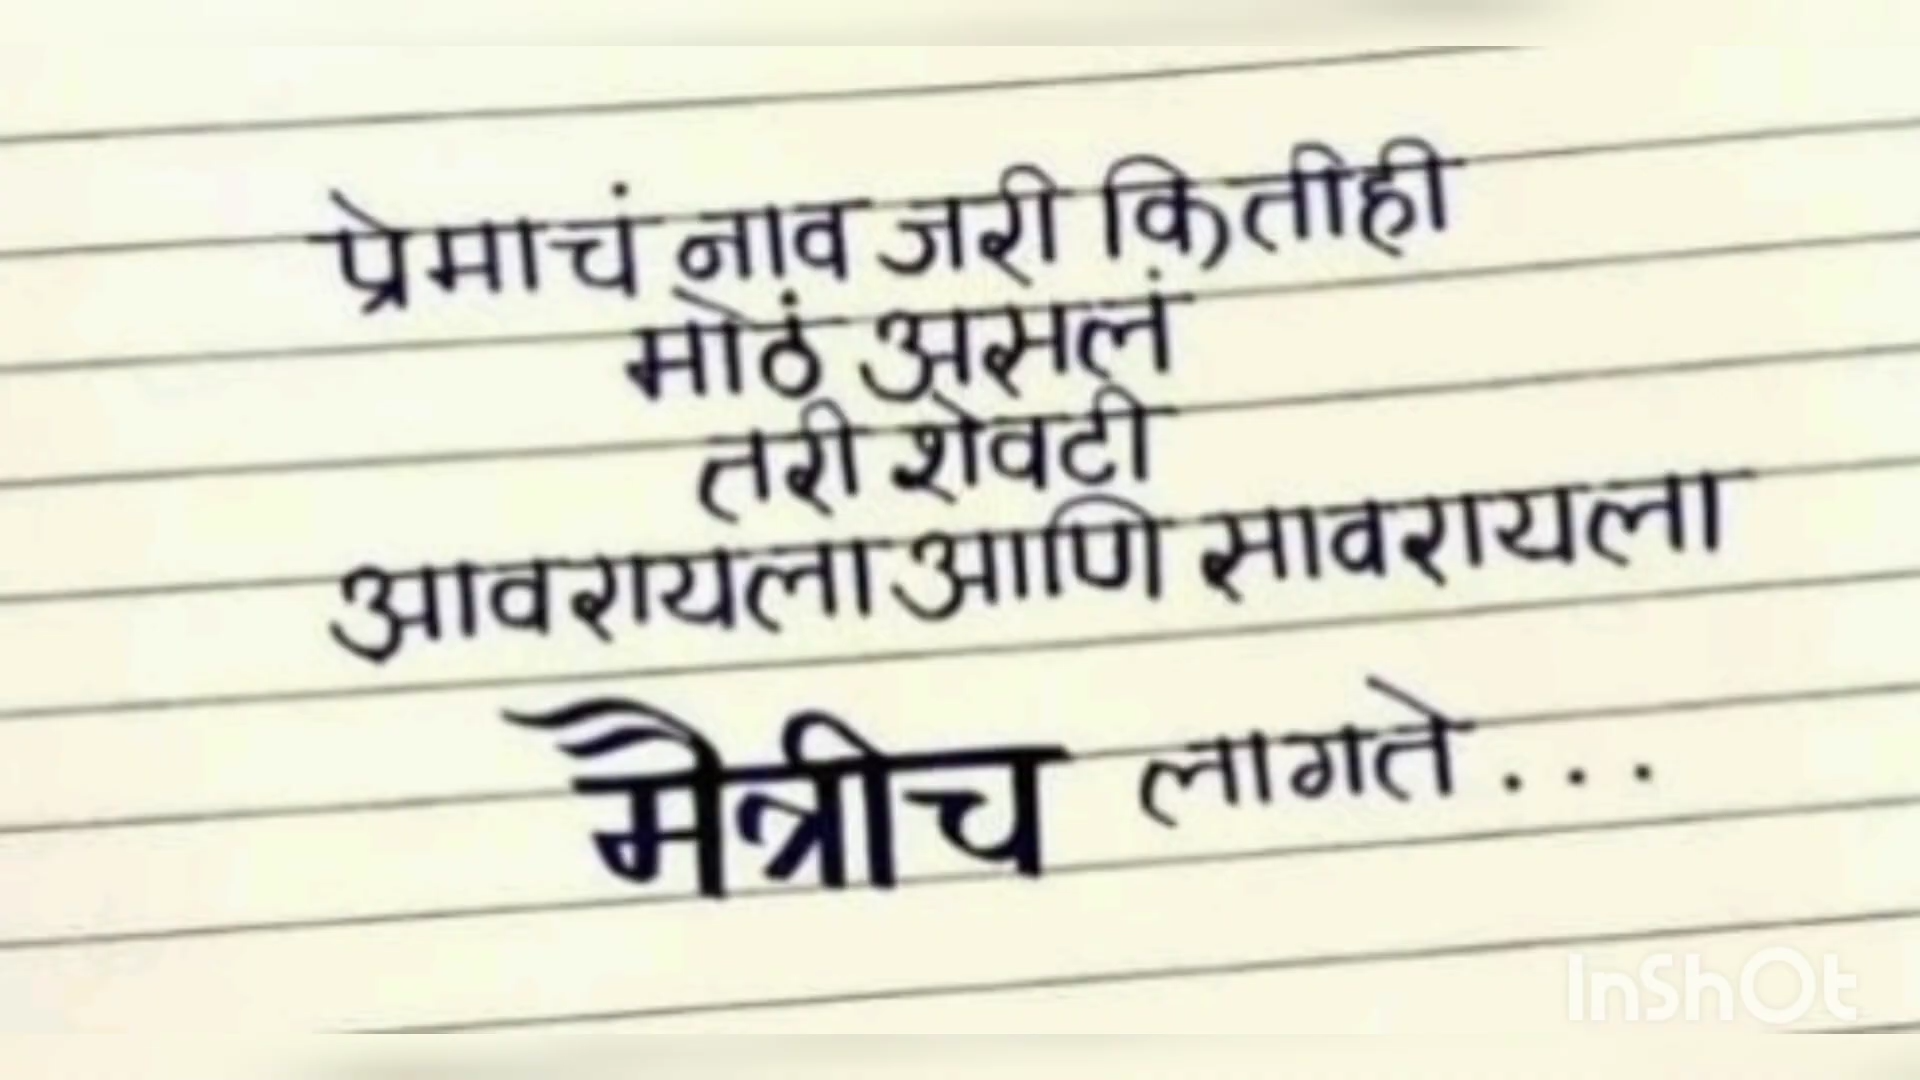 प्रेमाचं नाव जरी कितीही
मोठं असलं
तरी शेवटी
आवरायला आणि सावरायला
मैत्रीच लागते . . .
InShOt